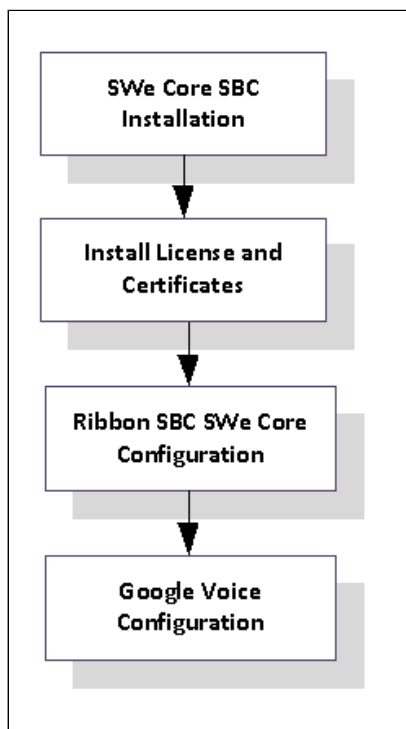 SWe Core SBC
Installation
Install License and
Certificates
Ribbon SBC SWe Core
Configuration
Google Voice
Configuration